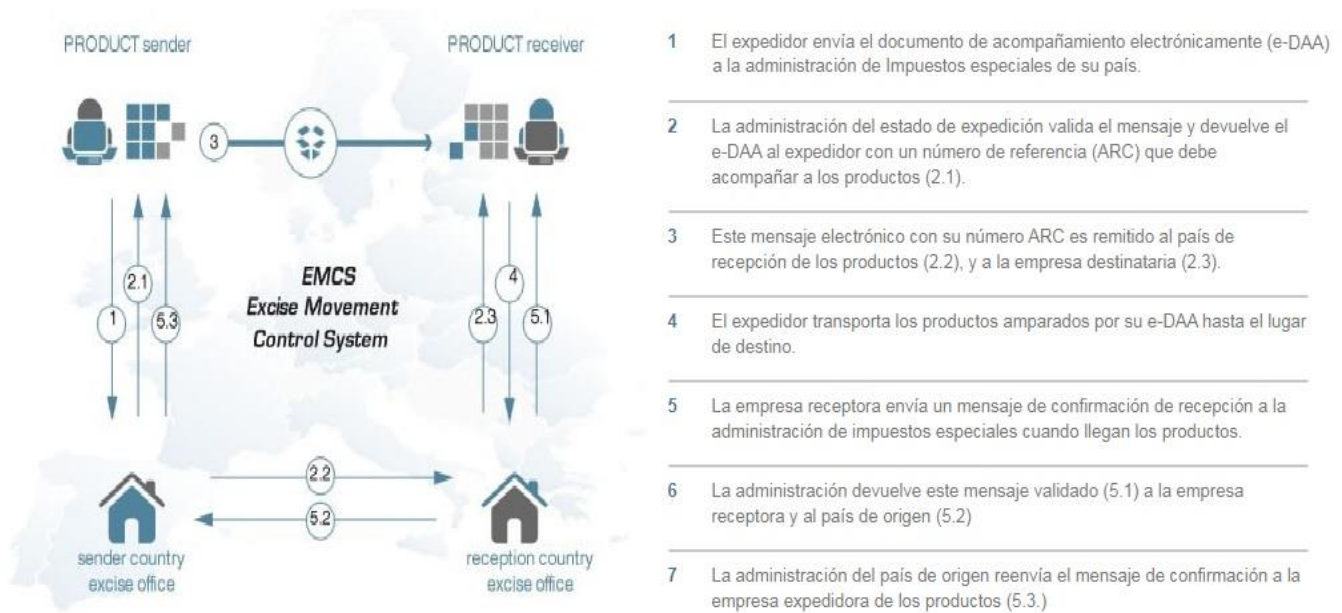 PRODUCT sender
PRODUCT receiver
3
2.1
1
5.3
EMCS
Excise Movement
Control System
4
2.3
5.1
2.2
5.2
sender country
excise office
reception country
excise office
1 El expedidor envía el documento de acompañamiento electrónicamente (e-DAA)
a la administración de Impuestos especiales de su país.
2 La administración del estado de expedición valida el mensaje y devuelve el
e-DAA al expedidor con un número de referencia (ARC) que debe
acompañar a los productos (2.1).
3 Este mensaje electrónico con su número ARC es remitido al país de
recepción de los productos (2.2), y a la empresa destinataria (2.3).
4 El expedidor transporta los productos amparados por su e-DAA hasta el lugar
de destino.
5 La empresa receptora envía un mensaje de confirmación de recepción a la
administración de impuestos especiales cuando llegan los productos.
6 La administración devuelve este mensaje validado (5.1) a la empresa
receptora y al país de origen (5.2)
7 La administración del país de origen reenvía el mensaje de confirmación a la
empresa expedidora de los productos (5.3.)